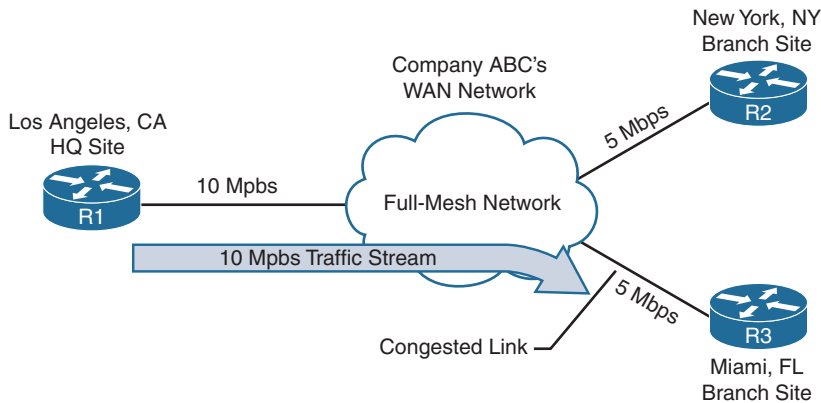 New York, NY
Branch Site
R2
5 Mbps
Company ABC's
WAN Network
Los Angeles, CA
HQ Site
R1
10 Mpbs
Full-Mesh Network
10 Mpbs Traffic Stream
5 Mbps
Congested Link
R3
Miami, FL
Branch Site